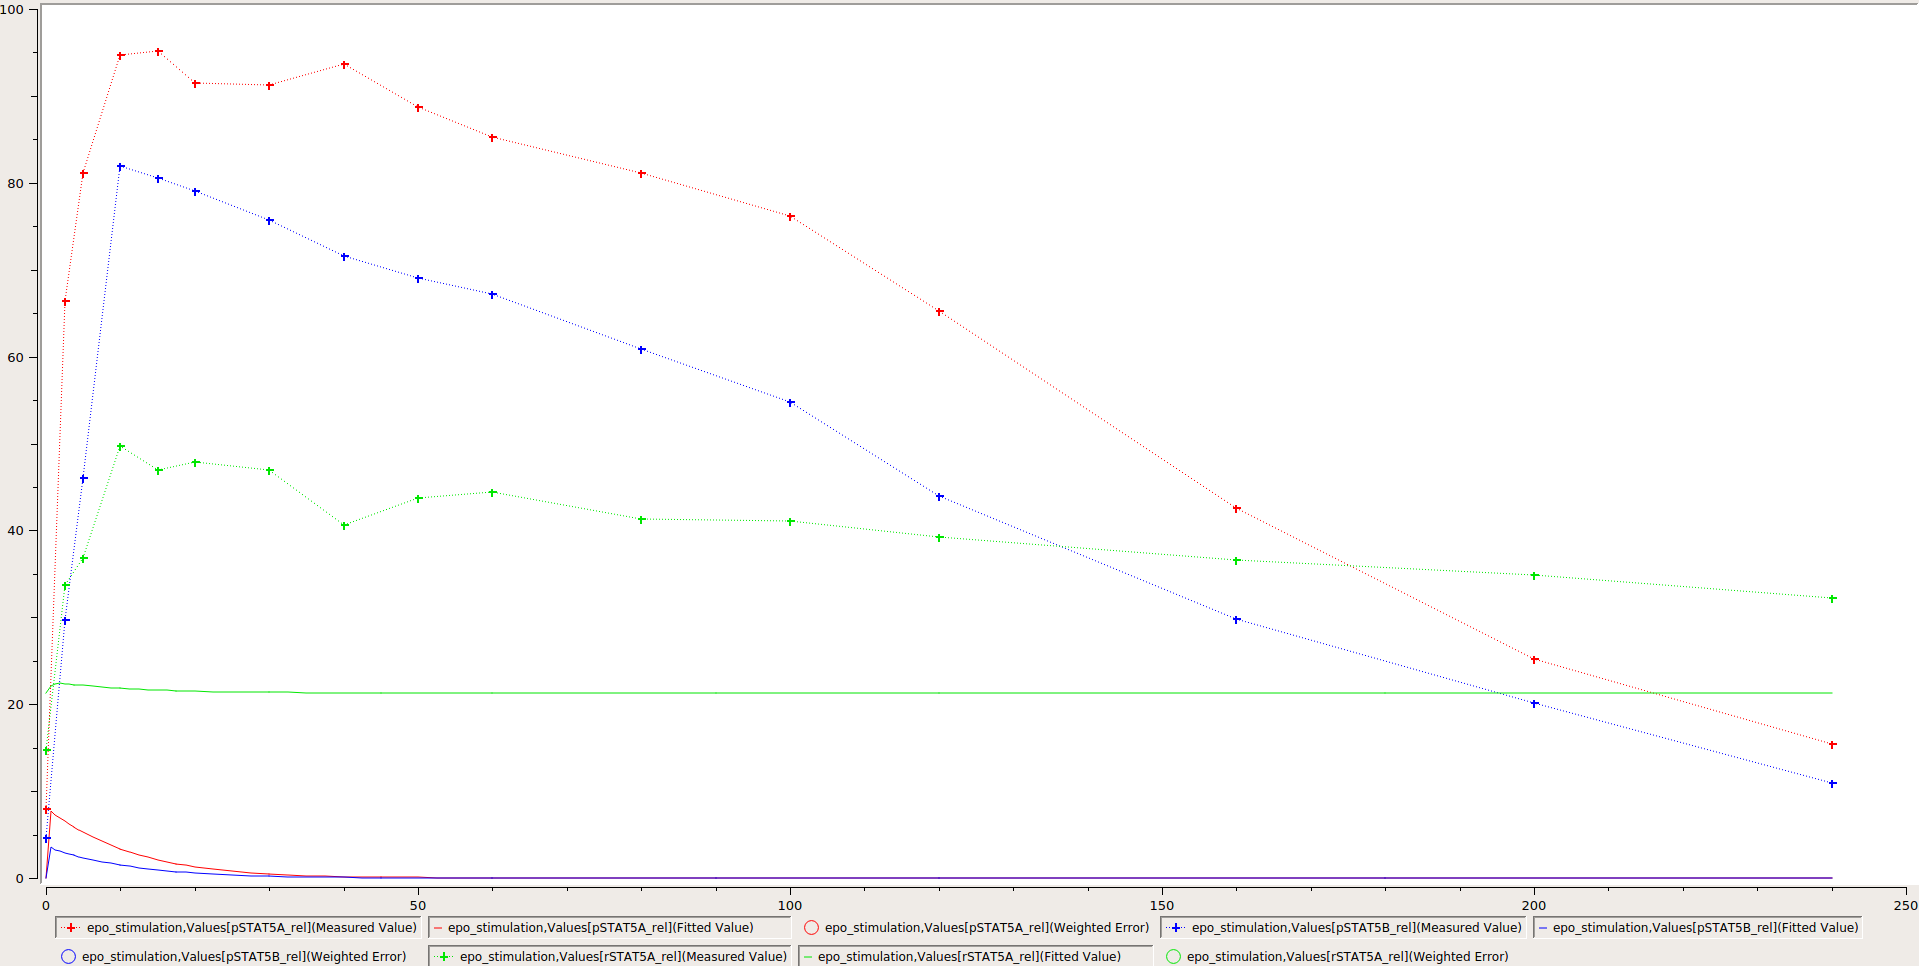 100
80
60
40
20
0
0 50 100 150 200 250
epo_stimulation,Values[pSTAT5A_rel](Measured Value) epo_stimulation,Values[pSTAT5A_rel](Fitted Value) epo_stimulation,Values[pSTAT5A_rel](Weighted Error) epo_stimulation,Values[pSTAT5B_rel](Measured Value) epo_stimulation,Values[pSTAT5B_rel](Fitted Value)
epo_stimulation,Values[pSTAT5B_rel](Weighted Error) epo_stimulation,Values[rSTAT5A_rel](Measured Value) epo_stimulation,Values[rSTAT5A_rel](Fitted Value) epo_stimulation,Values[rSTAT5A_rel](Weighted Error)